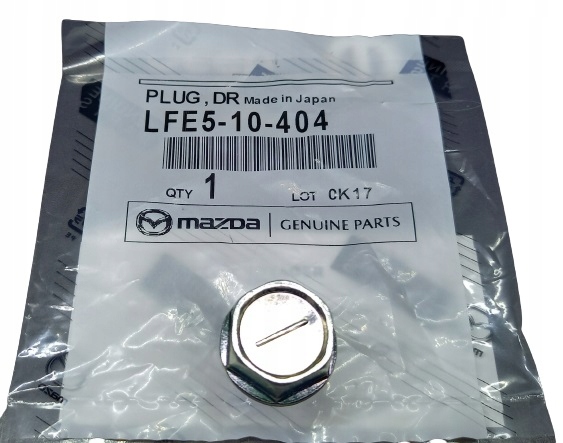 PLUG, DR Made in Japan
LFE5-10-404
QTY 1 LOT CK17
mazda GENUINE PARTS